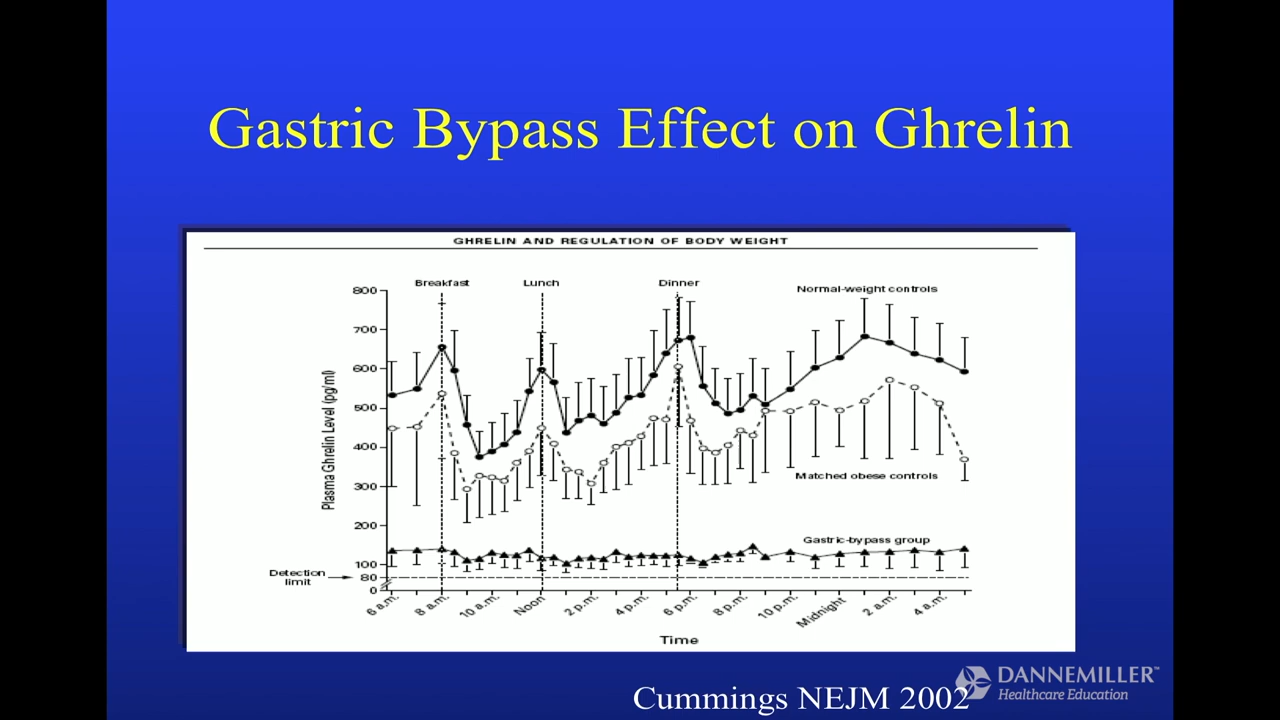 Gastric Bypass Effect on Ghrelin
GHRELIN AND REGULATION OF BODY WEIGHT
Breakfast
Lunch
Dinner
Normal-weight controls
Matched obese controls
Gastric-bypass group
Plasma Ghrelin Level (pg/ml)
800
700
600
500
400
300
200
100
80
0
Detection
limit
6 a.m.
8 a.m.
10 a.m.
Noon
2 p.m.
4 p.m.
6 p.m.
8 p.m.
10 p.m.
Midnight
2 a.m.
4 a.m.
Time
Cummings NEJM 2002
DANNEMILLER™
Healthcare Education